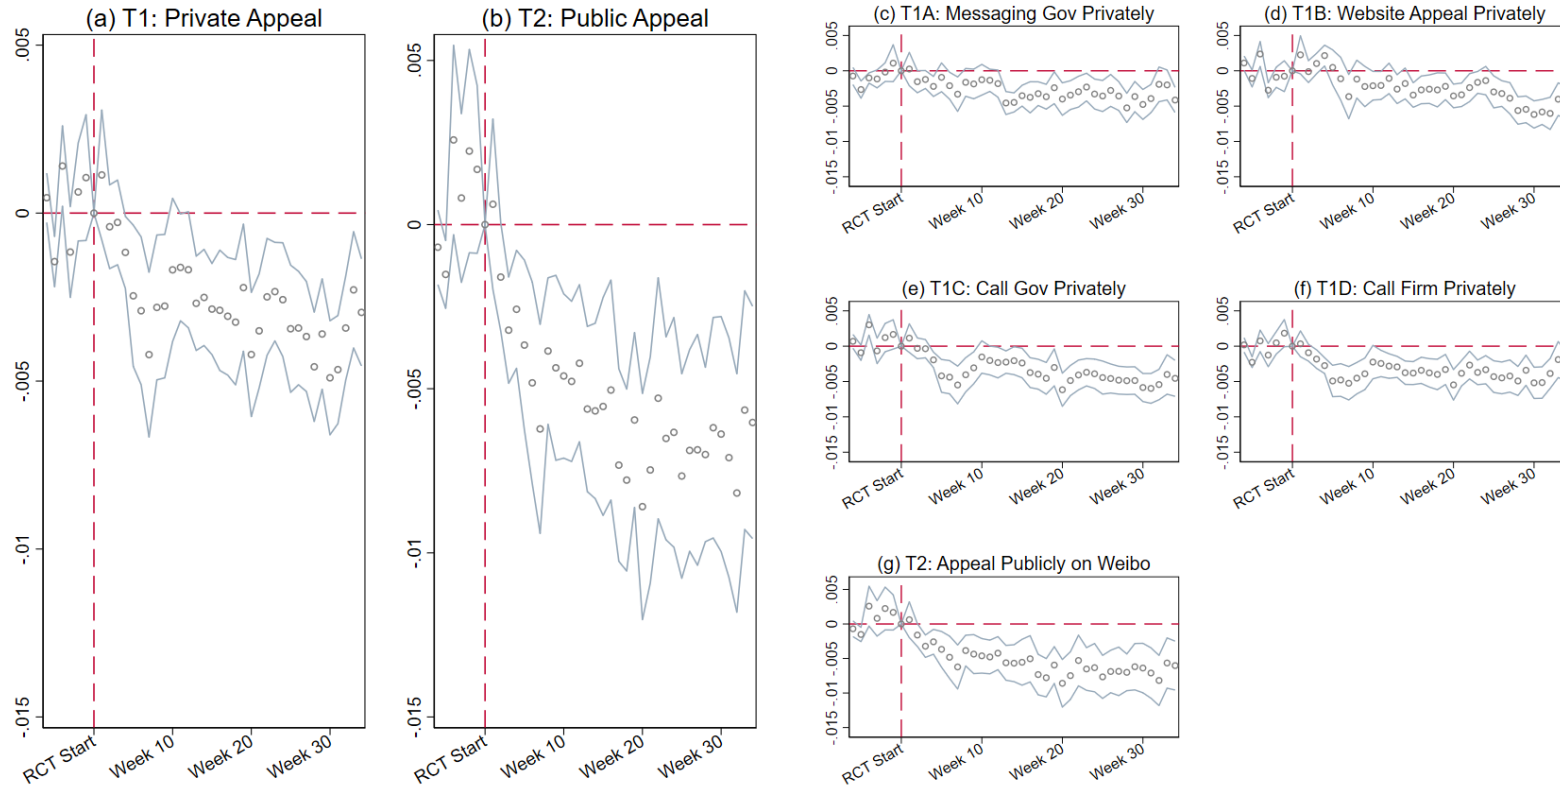 (a) T1: Private Appeal
.005
0
-.005
-.01
-.015
RCT Start
Week 10
Week 20
Week 30
(b) T2: Public Appeal
.005
0
-.005
-.01
-.015
RCT Start
Week 10
Week 20
Week 30
(c) T1A: Messaging Gov Privately
.005
0
-.005
-.01
-.015
RCT Start
Week 10
Week 20
Week 30
(d) T1B: Website Appeal Privately
.005
0
-.005
-.01
-.015
RCT Start
Week 10
Week 20
Week 30
(e) T1C: Call Gov Privately
.005
0
-.005
-.01
-.015
RCT Start
Week 10
Week 20
Week 30
(f) T1D: Call Firm Privately
.005
0
-.005
-.01
-.015
RCT Start
Week 10
Week 20
Week 30
(g) T2: Appeal Publicly on Weibo
.005
0
-.005
-.01
-.015
RCT Start
Week 10
Week 20
Week 30